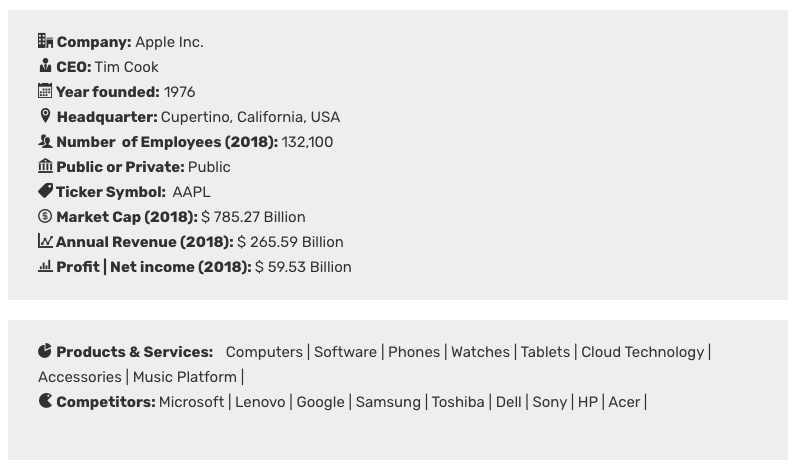 Company: Apple Inc.
CEO: Tim Cook
Year founded: 1976
Headquarter: Cupertino, California, USA
Number of Employees (2018): 132,100
Public or Private: Public
Ticker Symbol: AAPL
Market Cap (2018): $ 785.27 Billion
Annual Revenue (2018): $ 265.59 Billion
Profit | Net income (2018): $ 59.53 Billion
Products & Services: Computers | Software | Phones | Watches | Tablets | Cloud Technology |
Accessories | Music Platform |
Competitors: Microsoft | Lenovo | Google | Samsung | Toshiba | Dell | Sony | HP | Acer |